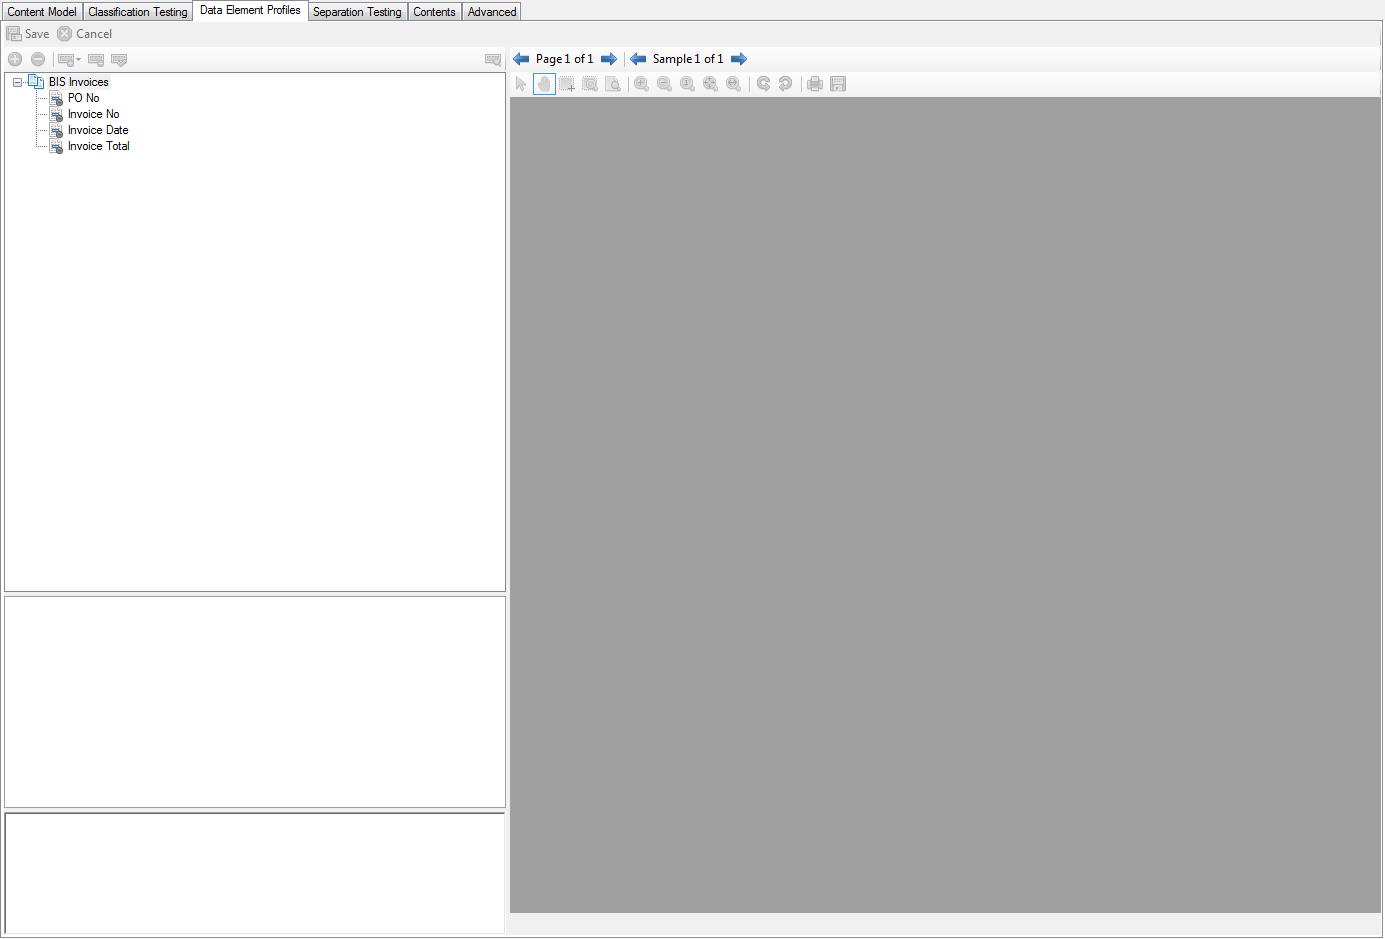 Content Model Classification Testing Data Element Profiles Separation Testing Contents Advanced
Save Cancel
Page 1 of 1 Sample 1 of 1
BIS Invoices
PO No
Invoice No
Invoice Date
Invoice Total